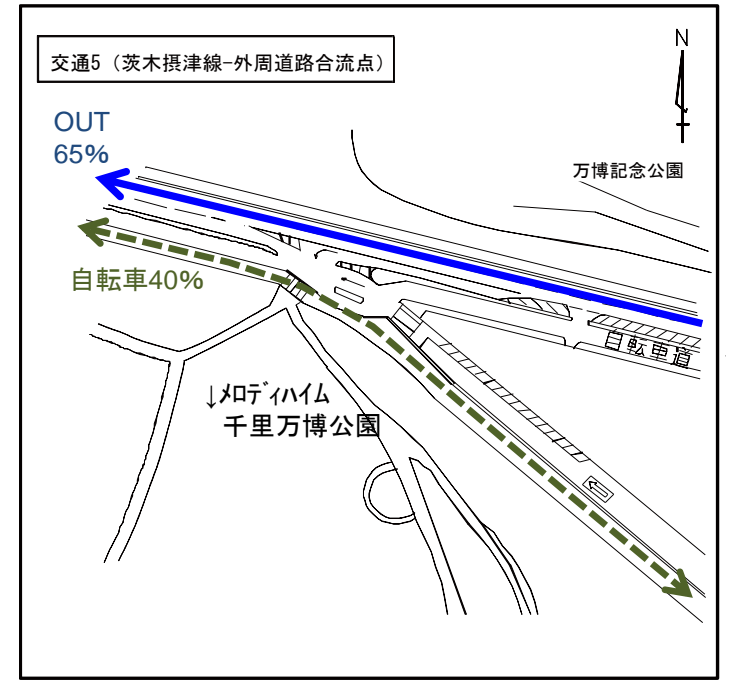 交通5（茨木摂津線-外周道路合流点）
N
OUT
65%
万博記念公園
自転車40%
自転車道
↓ﾒﾛﾃﾞｨﾊｲﾑ
千里万博公園